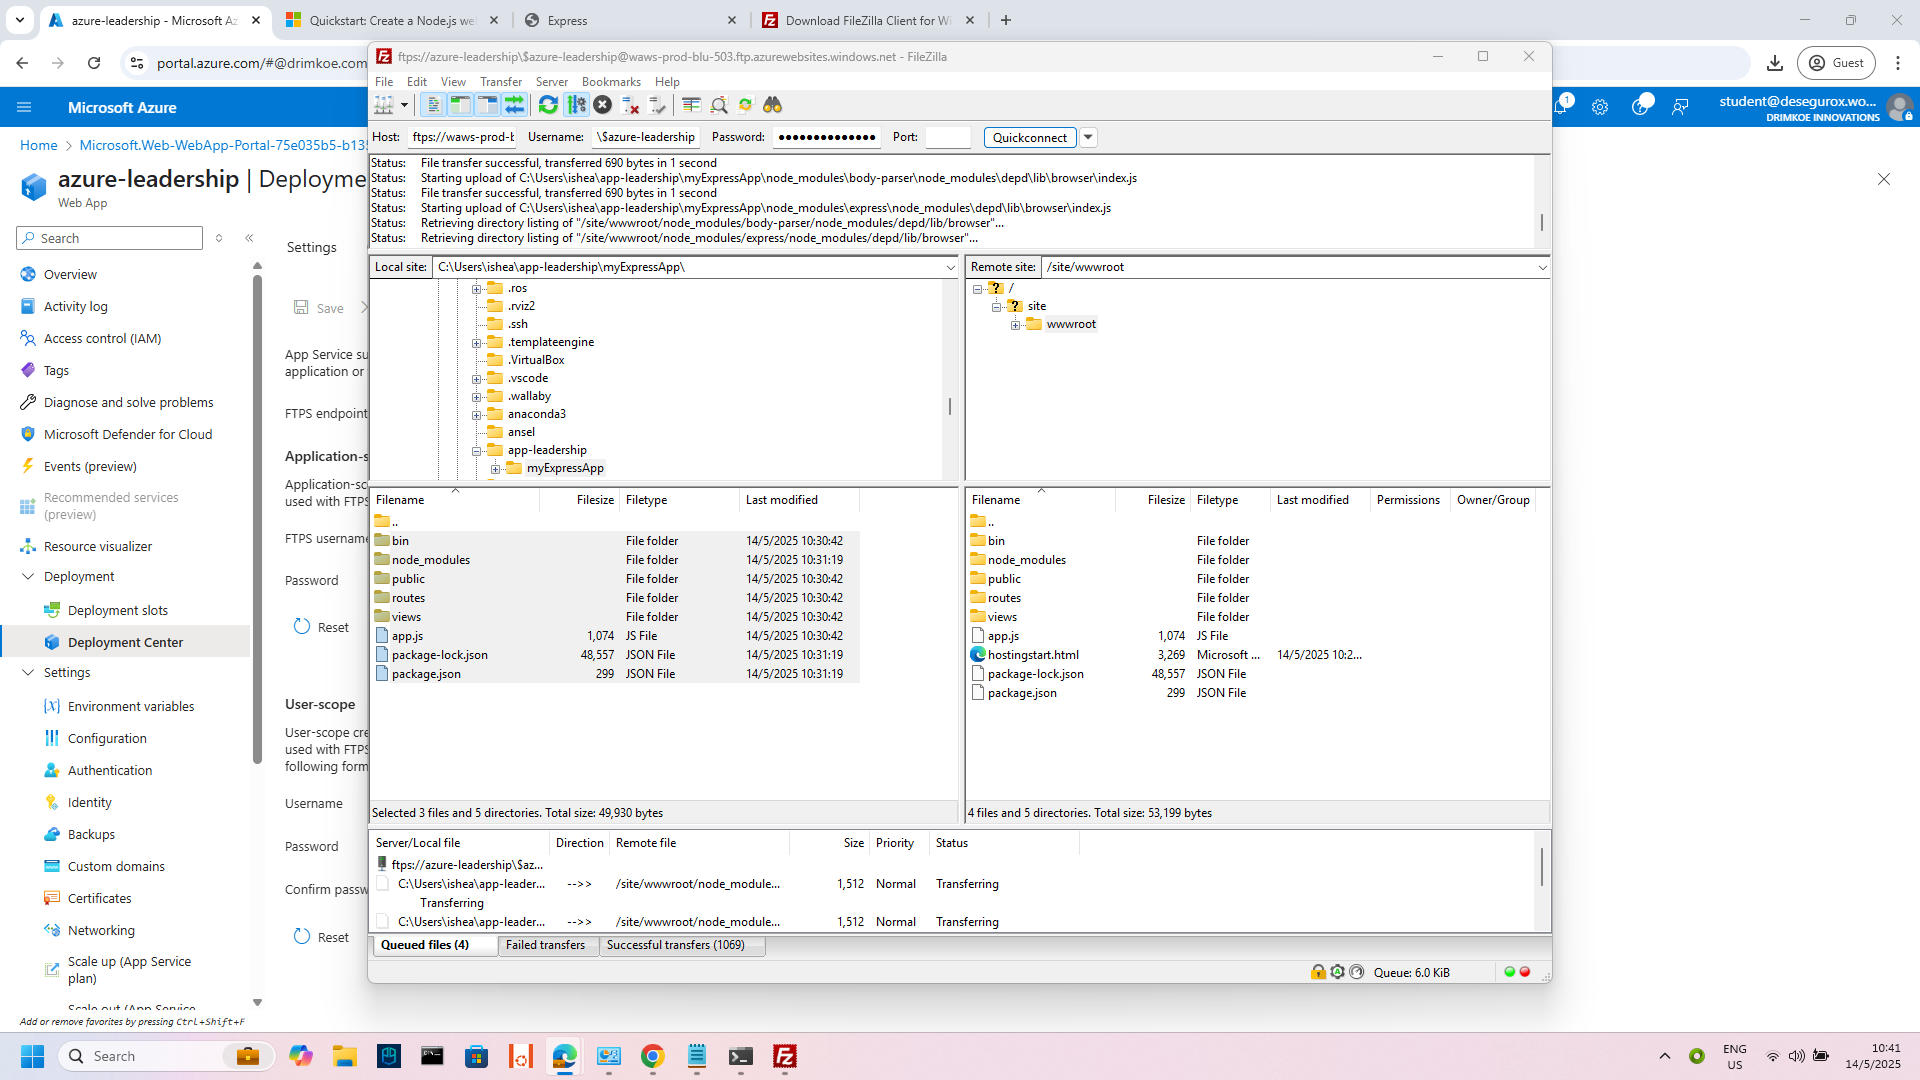 azure-leadership - Microsoft Az
Quickstart: Create a Node.js we
Express
Download FileZilla Client for Wi
portal.azure.com/#@drimkoe.com
Guest
Microsoft Azure
1
student@desegurox.wo...
DRIMKOE INNOVATIONS
Home > Microsoft.Web-WebApp-Portal-75e035b5-b135
azure-leadership | Deployme
Web App
Search
Overview
Activity log
Access control (IAM)
Tags
Diagnose and solve problems
Microsoft Defender for Cloud
Events (preview)
Recommended services
(preview)
Resource visualizer
Deployment
Deployment slots
Deployment Center
Settings
Environment variables
Configuration
Authentication
Identity
Backups
Custom domains
Certificates
Networking
Scale up (App Service
plan)
Scale out (App Service
Add or remove favorites by pressing Ctrl+Shift+F
Settings
Save
App Service su
application or
FTPS endpoint
Application-s
Application-sc
used with FTPS
FTPS username
Password
Reset
User-scope
User-scope cre
used with FTPS
following form
Username
Password
Confirm passw
Reset
ftps://azure-leadership\$azure-leadership@waws-prod-blu-503.ftp.azurewebsites.windows.net - FileZilla
File Edit View Transfer Server Bookmarks Help
Host: ftps://waws-prod-b Username: \$azure-leadership Password: ●●●●●●●●●●●●●● Port: Quickconnect
Status: File transfer successful, transferred 690 bytes in 1 second
Status: Starting upload of C:\Users\ishea\app-leadership\myExpressApp\node_modules\body-parser\node_modules\depd\lib\browser\index.js
Status: File transfer successful, transferred 690 bytes in 1 second
Status: Starting upload of C:\Users\ishea\app-leadership\myExpressApp\node_modules\express\node_modules\depd\lib\browser\index.js
Status: Retrieving directory listing of "/site/wwwroot/node_modules/body-parser/node_modules/depd/lib/browser"...
Status: Retrieving directory listing of "/site/wwwroot/node_modules/express/node_modules/depd/lib/browser"...
Local site: C:\Users\ishea\app-leadership\myExpressApp\
.ros
.rviz2
.ssh
.templateengine
.VirtualBox
.vscode
.wallaby
anaconda3
ansel
app-leadership
myExpressApp
Remote site: /site/wwwroot
/
site
wwwroot
Filename Filesize Filetype Last modified
..
bin File folder 14/5/2025 10:30:42
node_modules File folder 14/5/2025 10:31:19
public File folder 14/5/2025 10:30:42
routes File folder 14/5/2025 10:30:42
views File folder 14/5/2025 10:30:42
app.js 1,074 JS File 14/5/2025 10:30:42
package-lock.json 48,557 JSON File 14/5/2025 10:31:19
package.json 299 JSON File 14/5/2025 10:31:19
Selected 3 files and 5 directories. Total size: 49,930 bytes
Filename Filesize Filetype Last modified Permissions Owner/Group
..
bin File folder
node_modules File folder
public File folder
routes File folder
views File folder
app.js 1,074 JS File
hostingstart.html 3,269 Microsoft ... 14/5/2025 10:2...
package-lock.json 48,557 JSON File
package.json 299 JSON File
4 files and 5 directories. Total size: 53,199 bytes
Server/Local file Direction Remote file Size Priority Status
ftps://azure-leadership\$az...
C:\Users\ishea\app-leader... -->> /site/wwwroot/node_module... 1,512 Normal Transferring
Transferring
C:\Users\ishea\app-leader... -->> /site/wwwroot/node_module... 1,512 Normal Transferring
Queued files (4) Failed transfers Successful transfers (1069)
Queue: 6.0 KiB
Search
ENG
US
10:41
14/5/2025